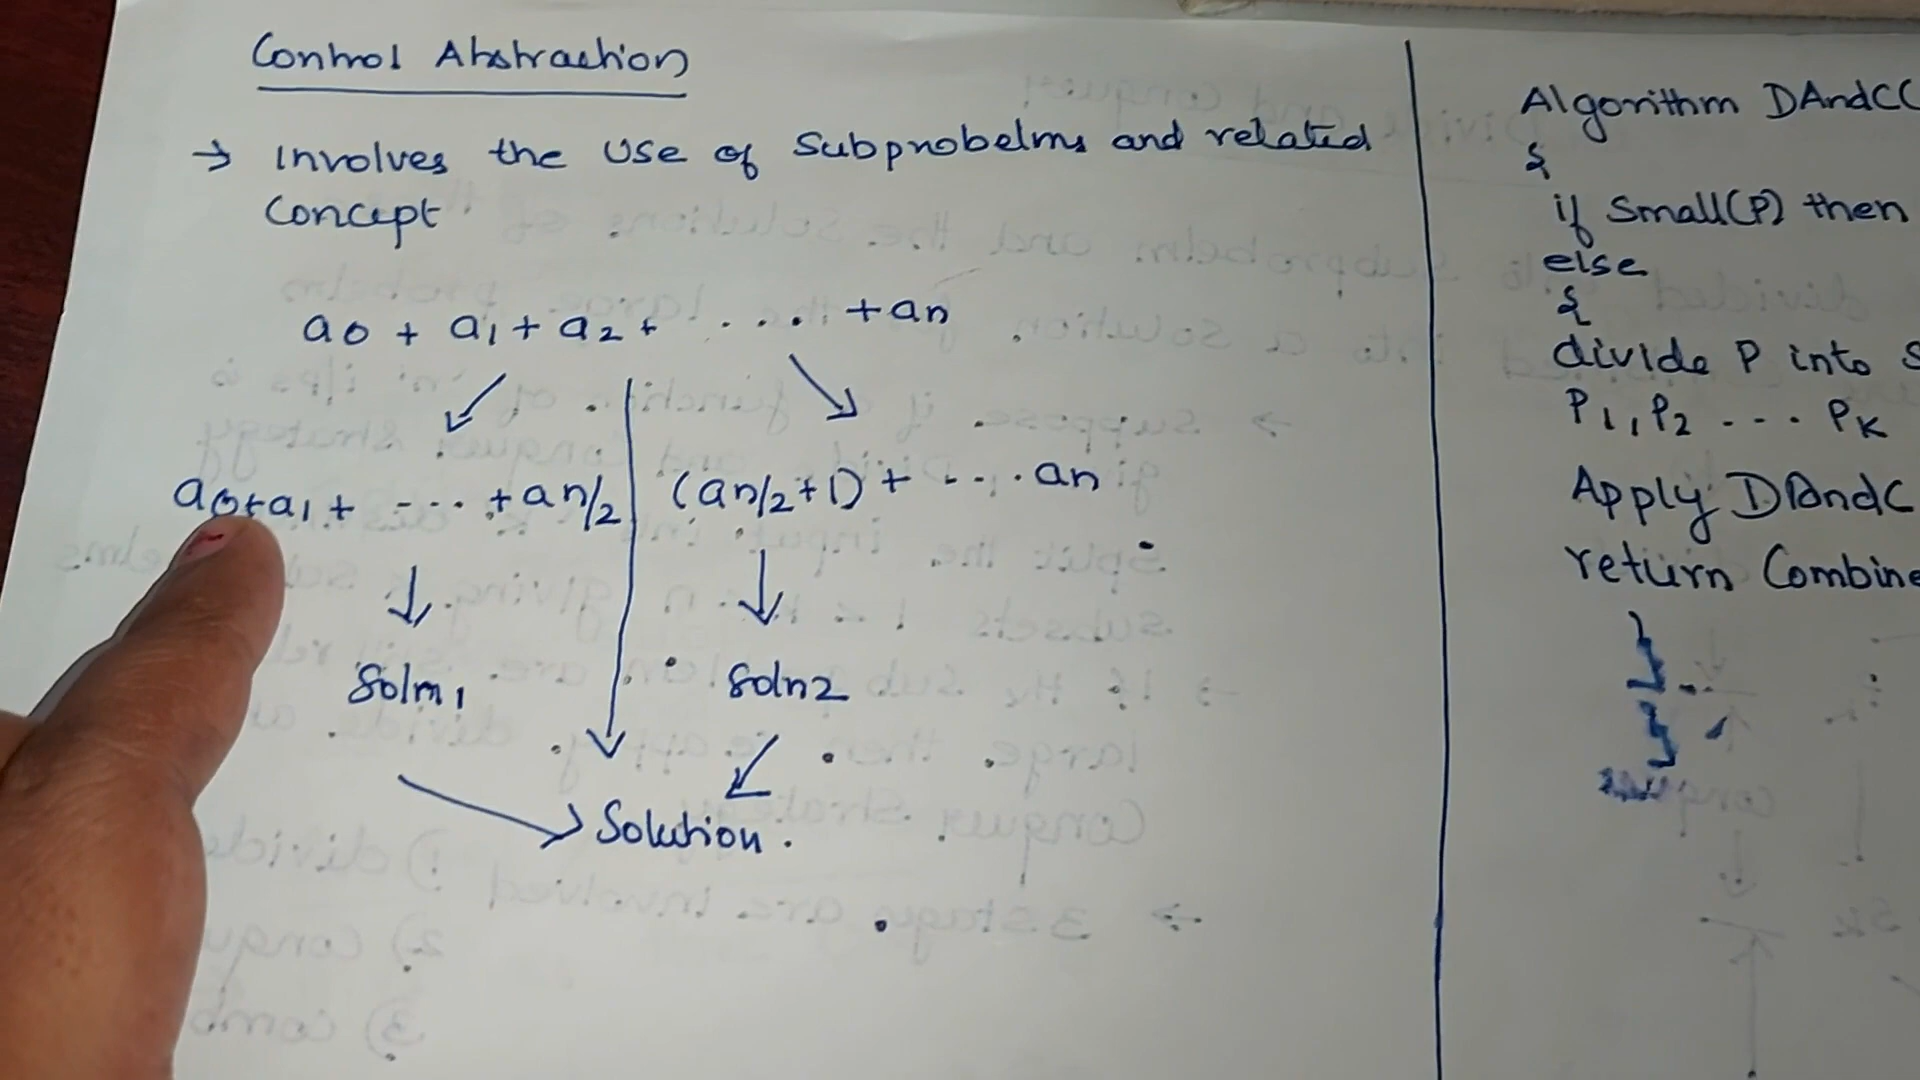 Control Abstraction
→ Involves the Use of Subprobelms and related
Concept
a0 + a1 + a2 + . . . + an
a0+a1+ - ... + an/2 (an/2+1) + - ... an
Solm1 Soln2
Solution.
Algorithm DAndC(
{
if Small(P) then
else
{
divide P into S
P1, P2 - - - . PK
Apply DAndC
return Combine
}
}